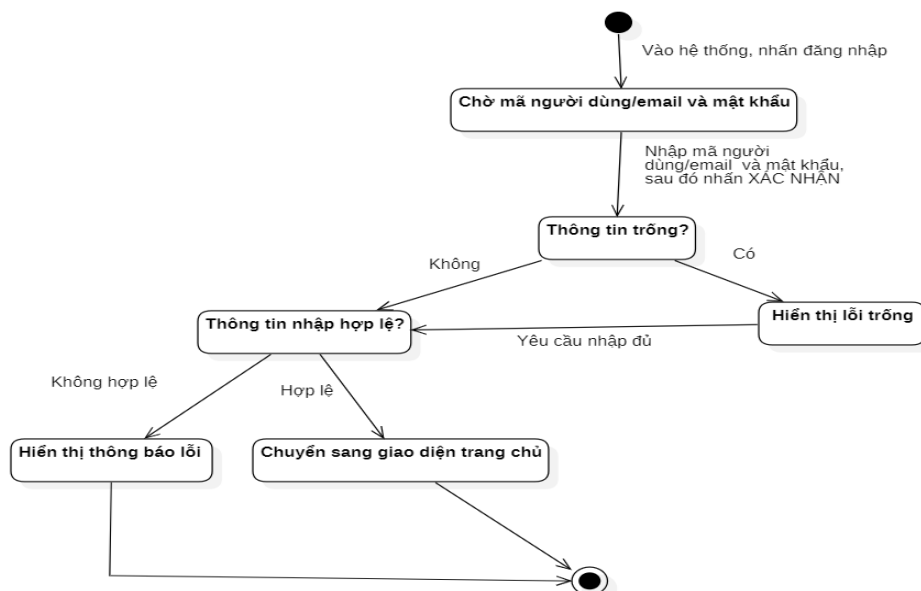 Vào hệ thống, nhấn đăng nhập
Chờ mã người dùng/email và mật khẩu
Nhập mã người
dùng/email và mật khẩu,
sau đó nhấn XÁC NHẬN
Thông tin trống?
Không
Có
Thông tin nhập hợp lệ?
Hiển thị lỗi trống
Yêu cầu nhập đủ
Không hợp lệ
Hợp lệ
Hiển thị thông báo lỗi
Chuyển sang giao diện trang chủ